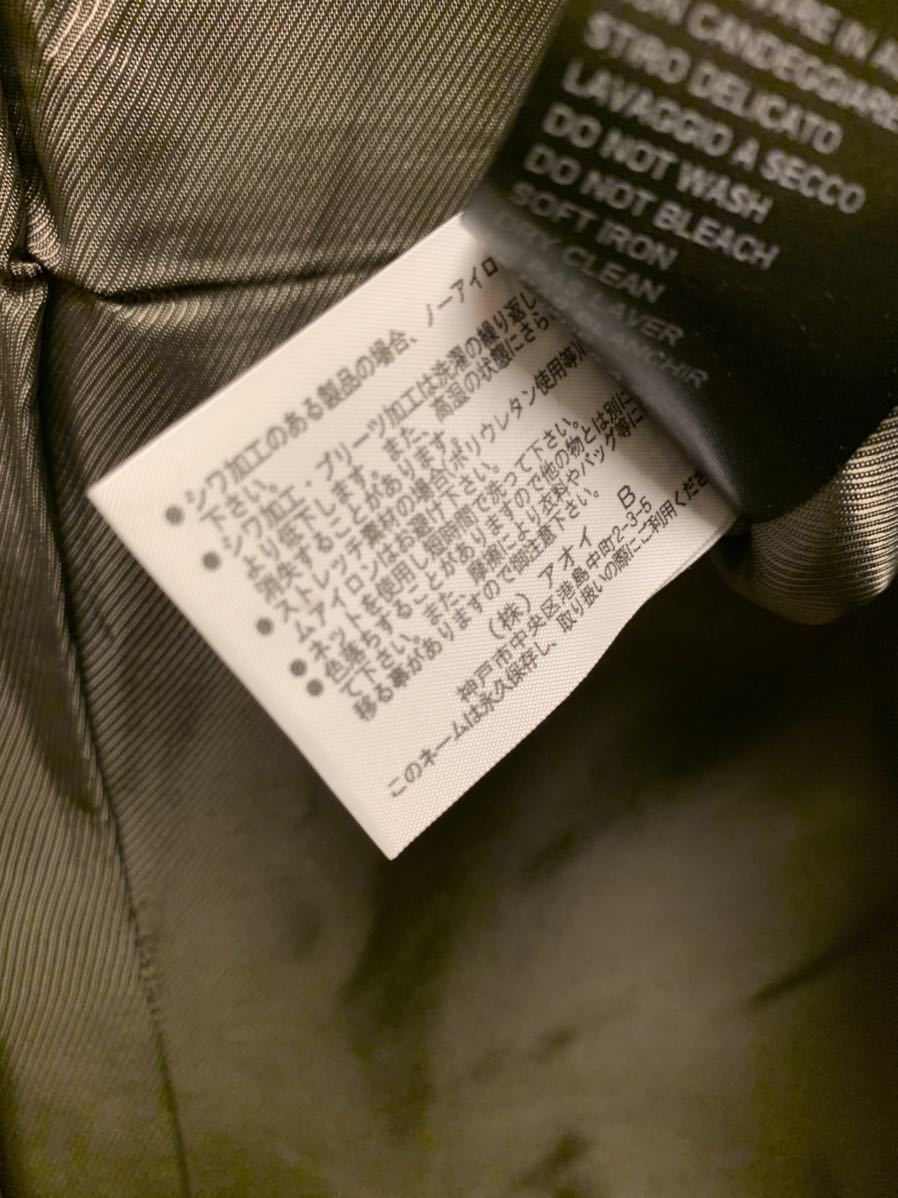 STIRO DELICATO
LAVAGGIO A SECCO
DO NOT WASH
DO NOT BLEACH
SOFT IRON
DRY CLEAN
LAVER
BLANCHIR
●シワ加工のある製品の場合、ノーアイロ
下さい。
●シワ加工・プリーツ加工は洗濯の繰り返し
より低下します。また、高温の状態にさら
消失することがあります。
●ストレッチ素材の場合(ポリウレタン使用等)
ムアイロンはお避け下さい。
●ネットを使用し短時間で洗って下さい。
●色落ちすることがありますので他の物とは別に
て下さい。また、摩擦により衣料やバッグ等に
移る事がありますので御注意下さい。
(株) アオイ B
神戸市中央区港島中町2-3-5
このネームは永久保存し、取り扱いの際にご利用くださ